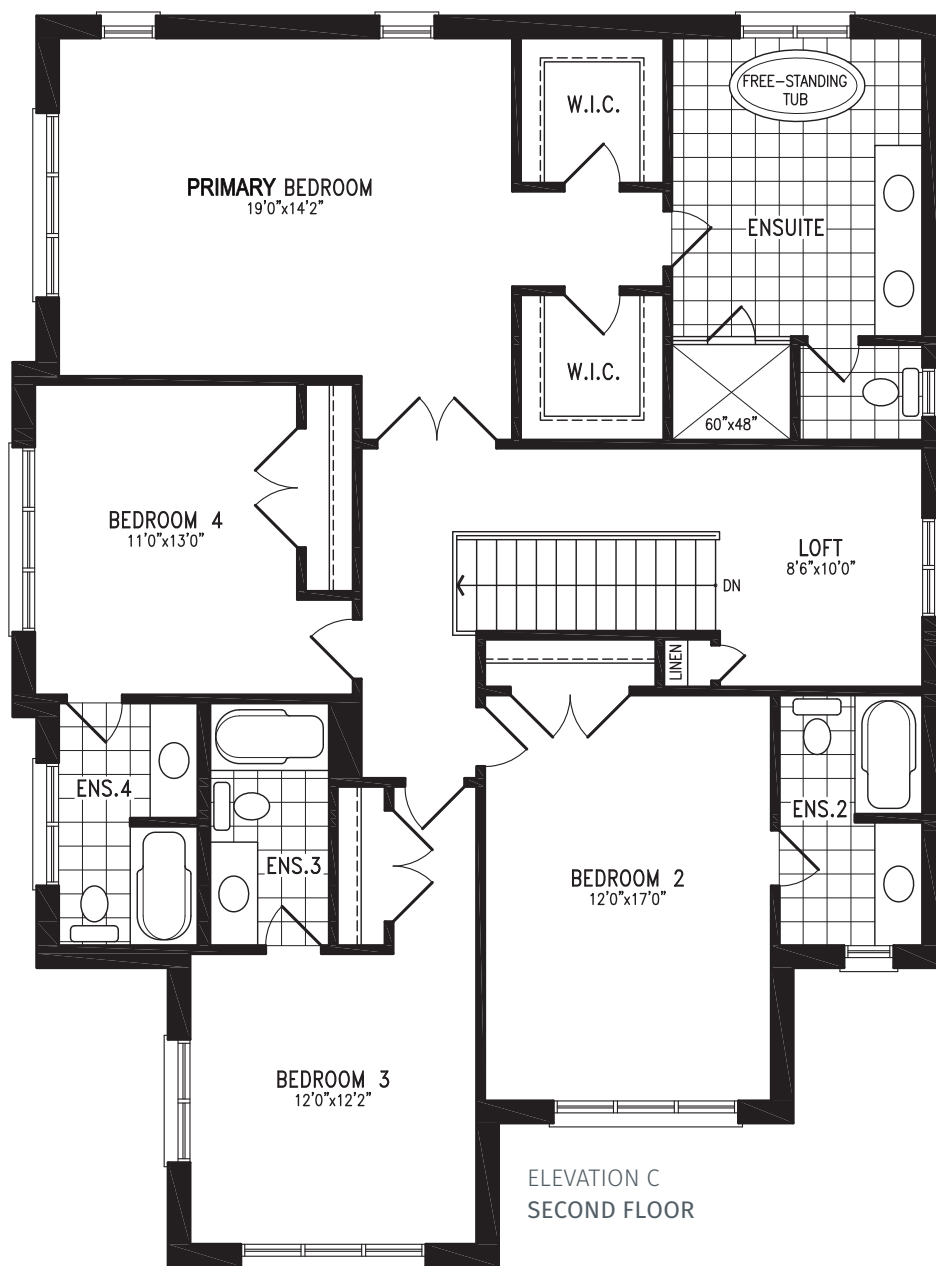 FREE-STANDING
TUB
W.I.C.
PRIMARY BEDROOM
19'0"x14'2"
ENSUITE
W.I.C.
60"x48"
BEDROOM 4
11'0"x13'0"
LOFT
8'6"x10'0"
DN
LINEN
ENS.4
ENS.2
ENS.3
BEDROOM 2
12'0"x17'0"
BEDROOM 3
12'0"x12'2"
ELEVATION C
SECOND FLOOR